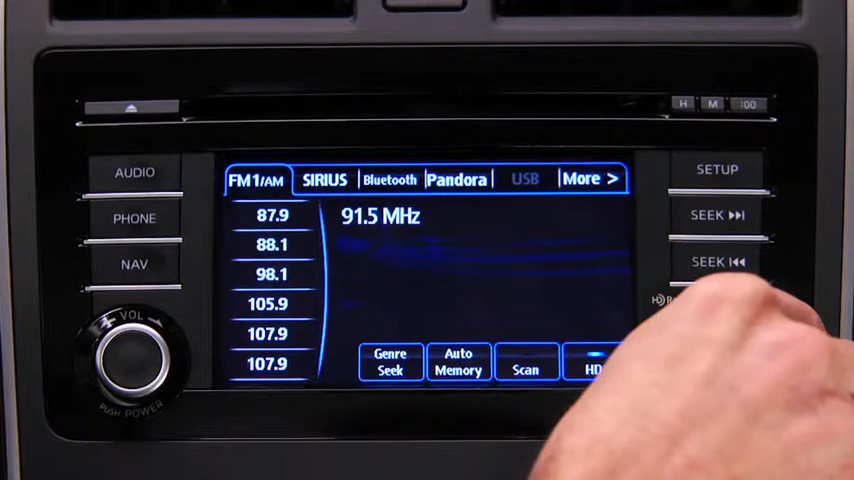 H M :00
AUDIO
PHONE
NAV
VOL
PUSH POWER
FM1/AM SIRIUS Bluetooth Pandora USB More >
87.9
88.1
98.1
105.9
107.9
107.9
91.5 MHz
Genre Seek
Auto Memory
Scan
HD
SETUP
SEEK
SEEK
HD